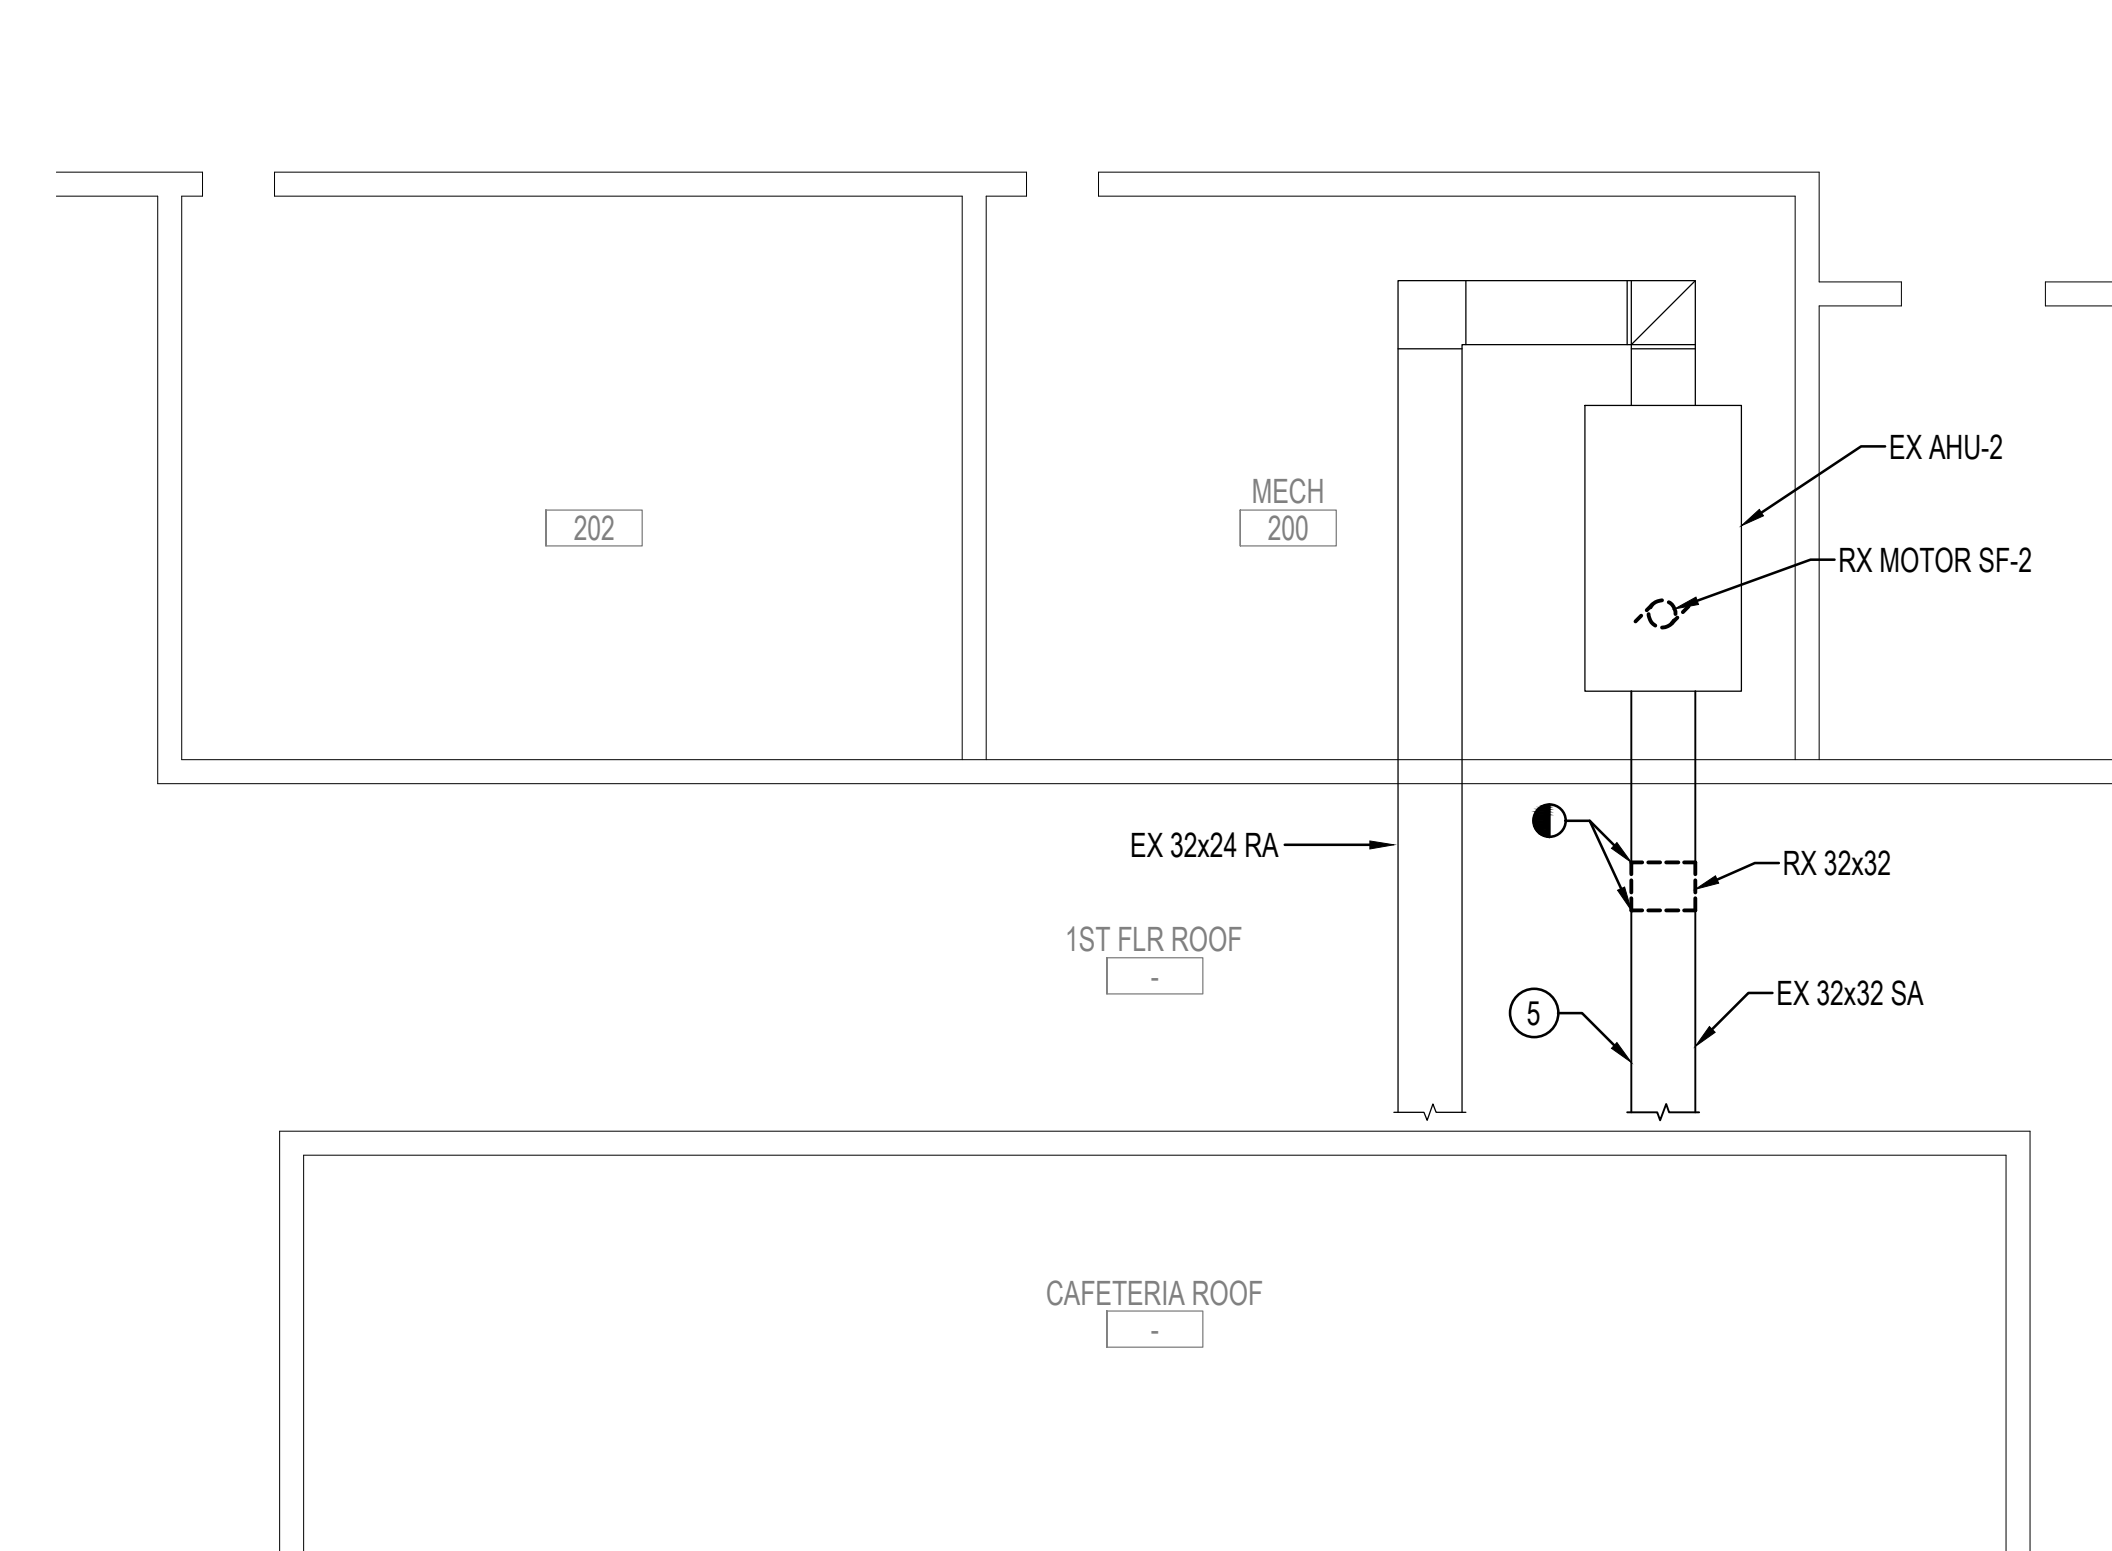 EX AHU-2
MECH
202
200
RX MOTOR SF-2
EX 32x24 RA
RX 32x32
1ST FLR ROOF
-
EX 32x32 SA
5
CAFETERIA ROOF
-